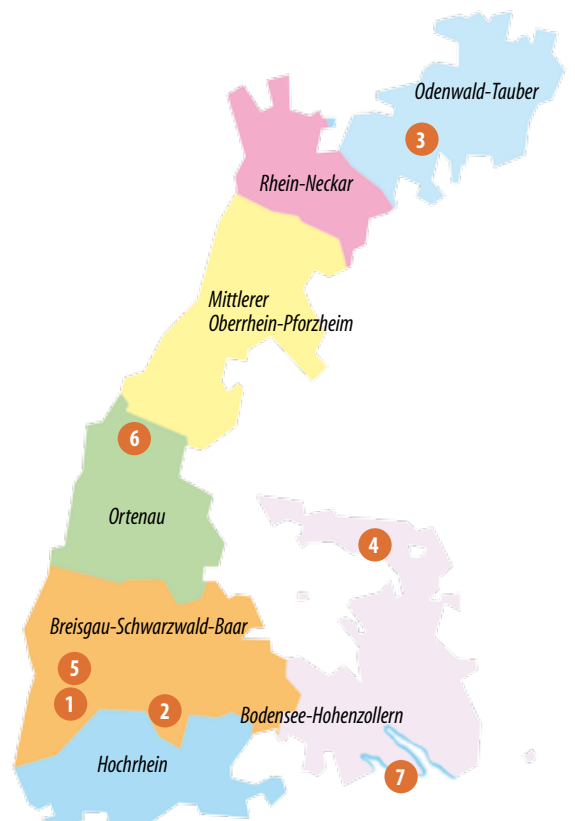 Odenwald-Tauber
3
Rhein-Neckar
Mittlerer
Oberrhein-Pforzheim
6
Ortenau
4
Breisgau-Schwarzwald-Baar
5
1
2
Bodensee-Hohenzollern
Hochrhein
7